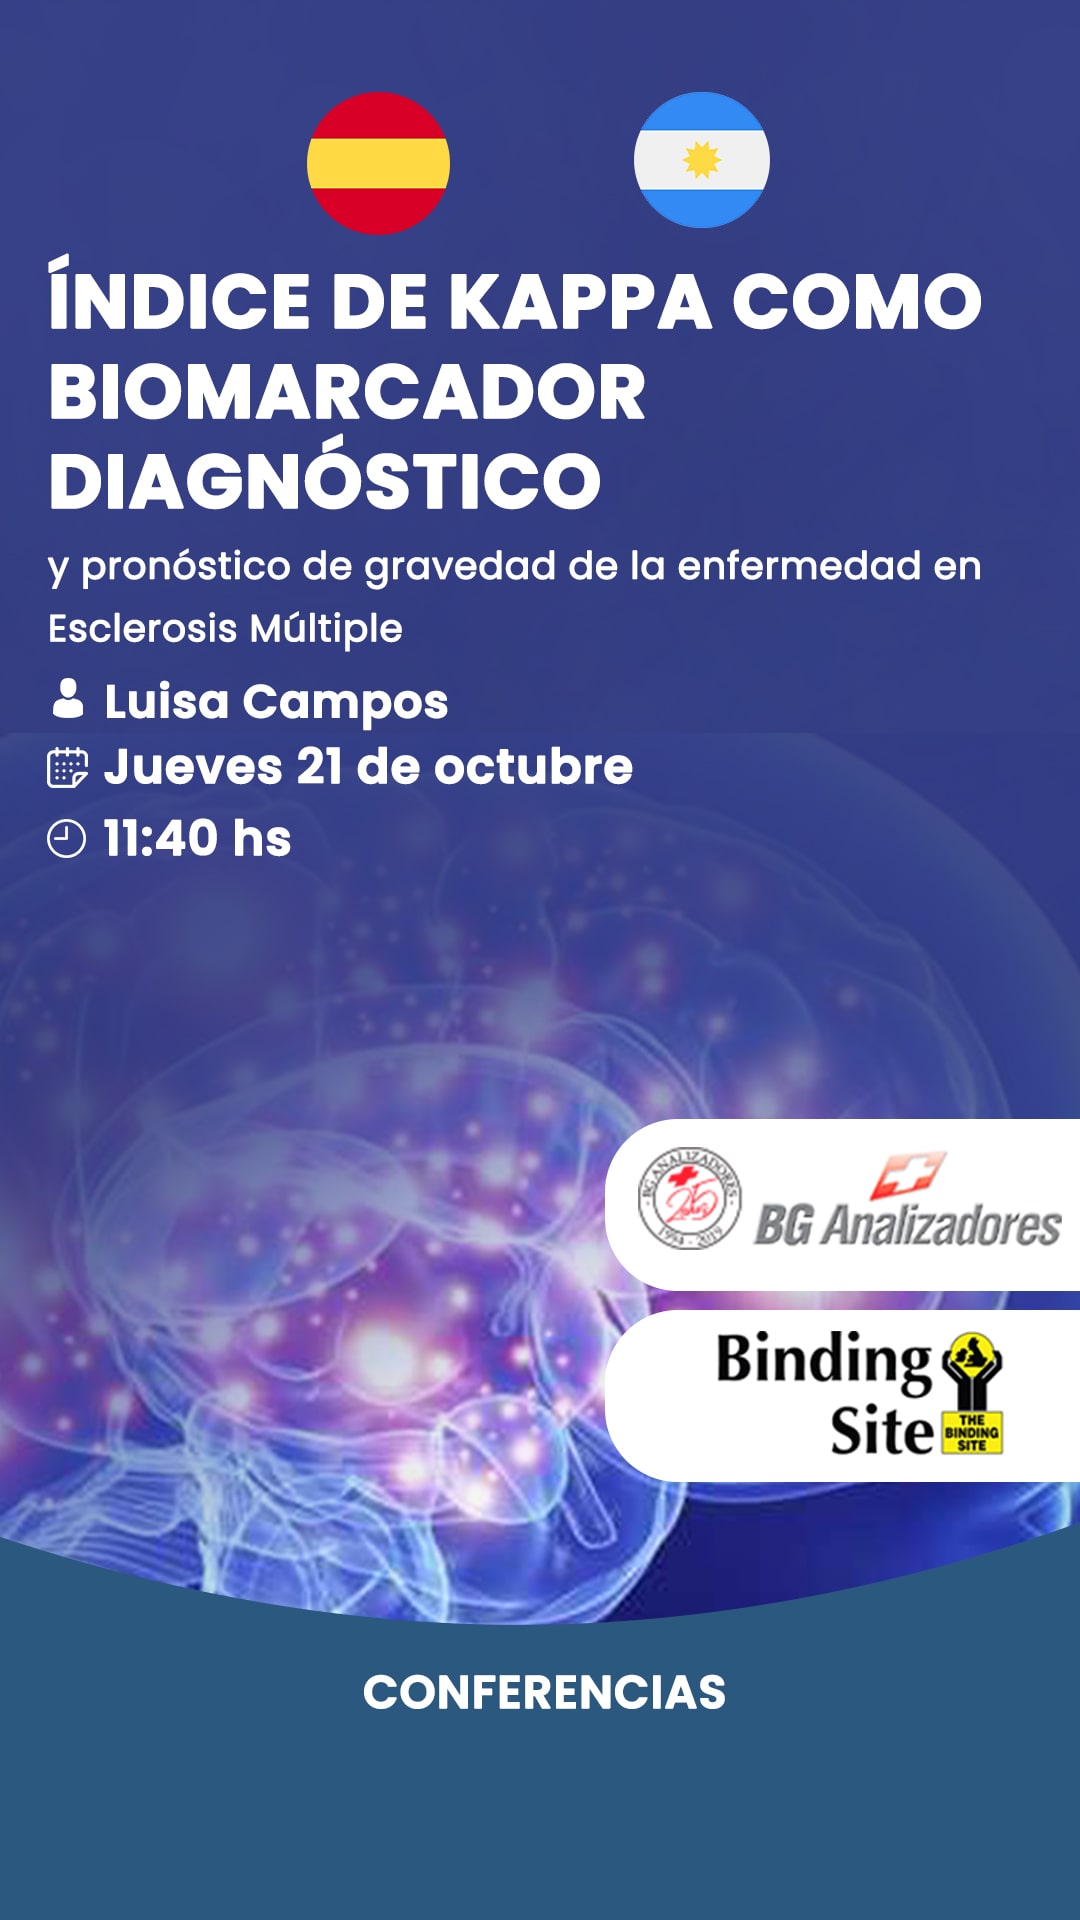 ÍNDICE DE KAPPA COMO
BIOMARCADOR
DIAGNÓSTICO
y pronóstico de gravedad de la enfermedad en
Esclerosis Múltiple
Luisa Campos
Jueves 21 de octubre
11:40 hs
BG ANALIZADORES
25
1994 - 2019
BG Analizadores
Binding
Site
THE
BINDING
SITE
CONFERENCIAS